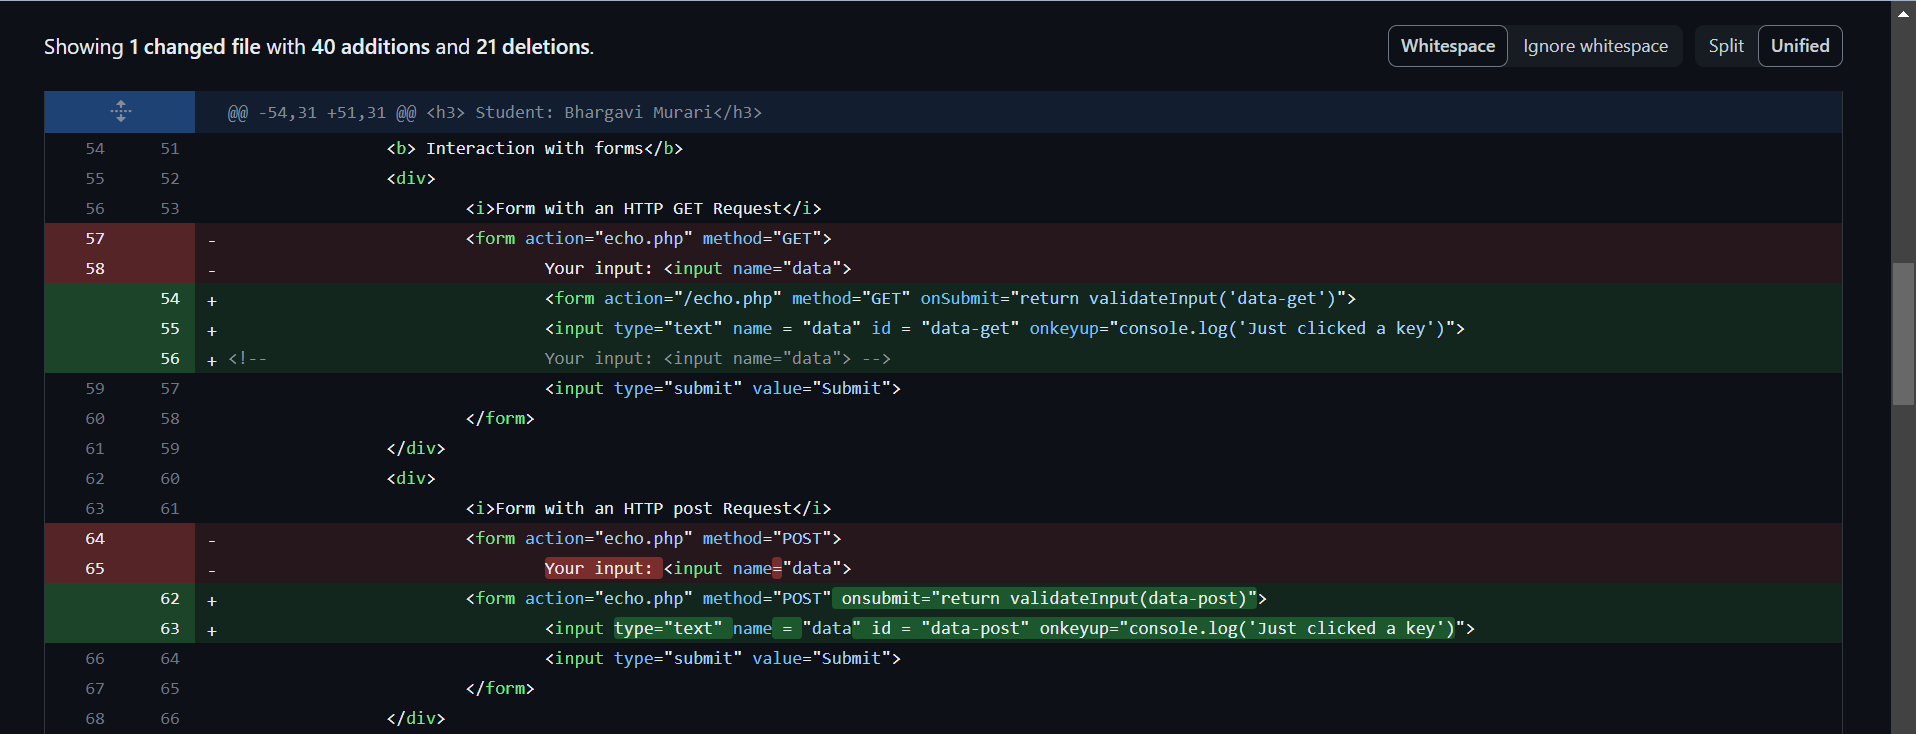 Showing 1 changed file with 40 additions and 21 deletions.
Whitespace Ignore whitespace Split Unified
@@ -54,31 +51,31 @@ <h3> Student: Bhargavi Murari</h3>
54 51 <b> Interaction with forms</b>
55 52 <div>
56 53 <i>Form with an HTTP GET Request</i>
57 - <form action="echo.php" method="GET">
58 - Your input: <input name="data">
54 + <form action="/echo.php" method="GET" onSubmit="return validateInput('data-get')">
55 + <input type="text" name = "data" id = "data-get" onkeyup="console.log('Just clicked a key')">
56 + <!-- Your input: <input name="data"> -->
59 57 <input type="submit" value="Submit">
60 58 </form>
61 59 </div>
62 60 <div>
63 61 <i>Form with an HTTP post Request</i>
64 - <form action="echo.php" method="POST">
65 - Your input: <input name="data">
62 + <form action="echo.php" method="POST" onsubmit="return validateInput(data-post)">
63 + <input type="text" name = "data" id = "data-post" onkeyup="console.log('Just clicked a key')">
66 64 <input type="submit" value="Submit">
67 65 </form>
68 66 </div>